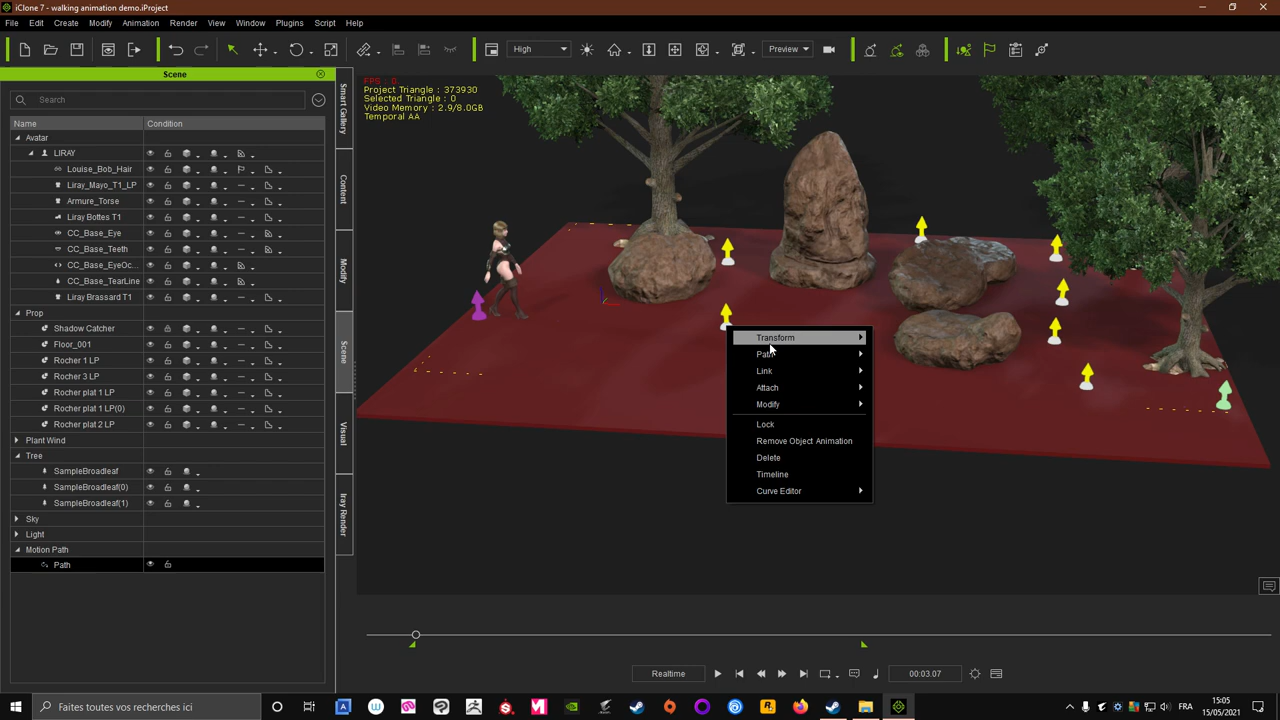 iClone 7 - walking animation demo.iProject
File Edit Create Modify Animation Render View Window Plugins Script Help
High Preview
Scene
Search
Name Condition
Avatar
LIRAY
Louise_Bob_Hair
Liray_Mayo_T1_LP
Armure_Torse
Liray Bottes T1
CC_Base_Eye
CC_Base_Teeth
CC_Base_EyeOc...
CC_Base_TearLine
Liray Brassard T1
Prop
Shadow Catcher
Floor_001
Rocher 1 LP
Rocher 3 LP
Rocher plat 1 LP
Rocher plat 1 LP(0)
Rocher plat 2 LP
Plant Wind
Tree
SampleBroadleaf
SampleBroadleaf(0)
SampleBroadleaf(1)
Sky
Light
Motion Path
Path
Smart Gallery
Content
Modify
Scene
Visual
Iray Render
FPS : 0
Project Triangle : 373930
Selected Triangle : 0
Video Memory : 2.9/8.0GB
Temporal AA
Transform
Path
Link
Attach
Modify
Lock
Remove Object Animation
Delete
Timeline
Curve Editor
Realtime 00:03.07
Faites toutes vos recherches ici
FRA
15:05
15/05/2021